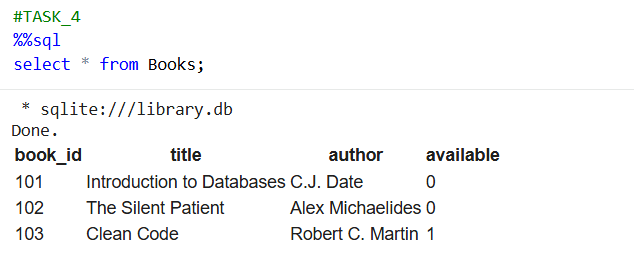 #TASK_4
%%sql
select * from Books;
* sqlite:///library.db
Done.
book_id title author available
101 Introduction to Databases C.J. Date 0
102 The Silent Patient Alex Michaelides 0
103 Clean Code Robert C. Martin 1